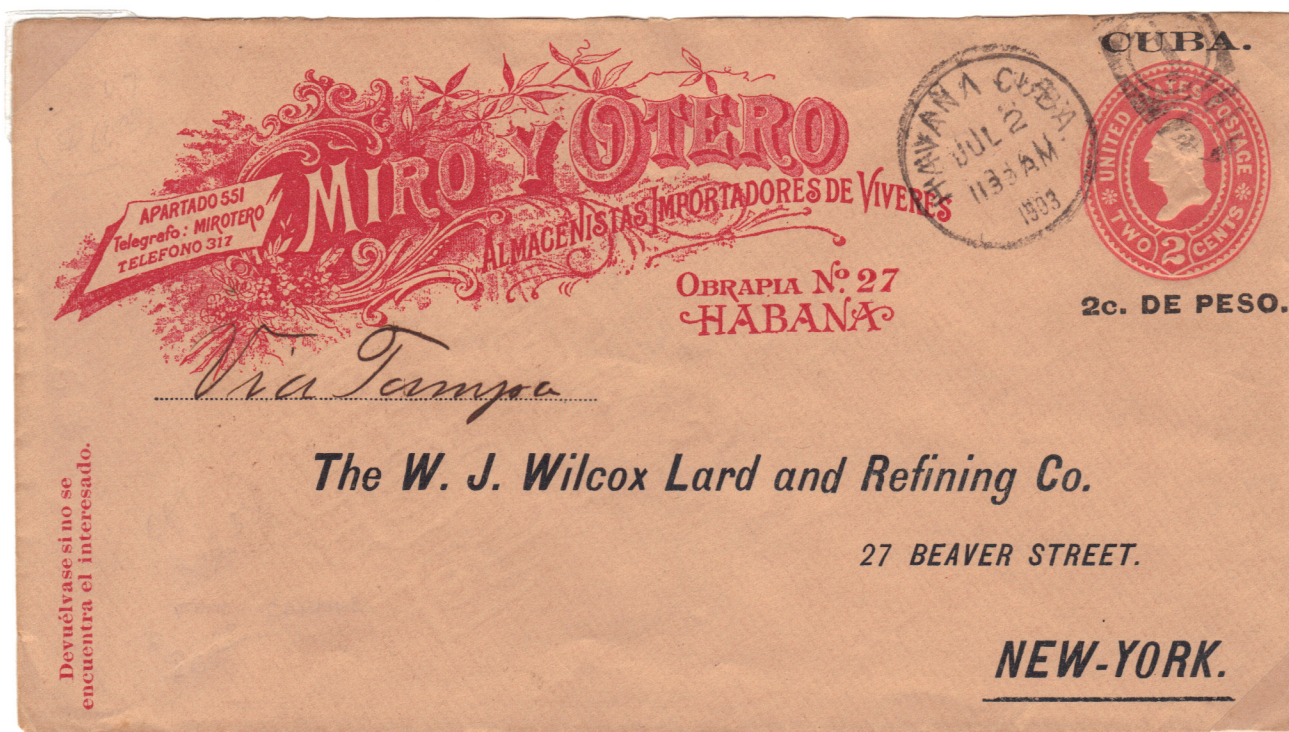 CUBA.
UNITED STATES POSTAGE
TWO 2 CENTS
2c. DE PESO.
HAVANA CUBA
JUL 2
1903
MIRO Y OTERO
ALMACENISTAS IMPORTADORES DE VIVERES
APARTADO 551
Telegrafo: MIROTERO
TELEFONO 317
OBRAPIA Nº 27
HABANA
Via Tampa
The W. J. Wilcox Lard and Refining Co.
27 BEAVER STREET.
NEW-YORK.
Devuélvase si no se
encuentra el interesado.